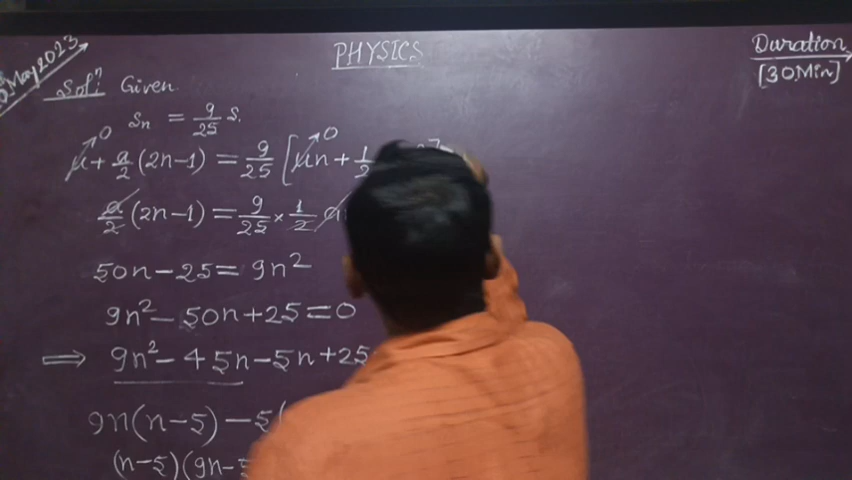 May 2023
PHYSICS
Duration
[30Min]
Solⁿ Given
Sn = 9/25 S.
u→0 + a/2 (2n-1) = 9/25 [u→0 n + 1/2
a/2 (2n-1) = 9/25 × 1/2 a
50n - 25 = 9n²
9n² - 50n + 25 = 0
⇒ 9n² - 45n - 5n + 25
9n(n-5) - 5(
(n-5)(9n-5